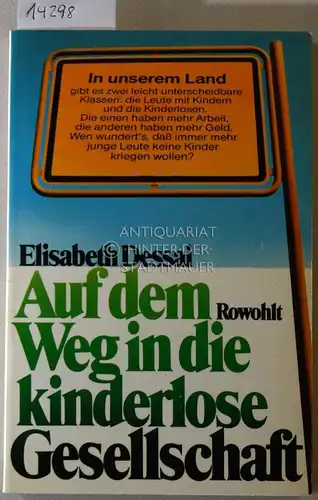 14298
In unserem Land
gibt es zwei leicht unterscheidbare
Klassen: die Leute mit Kindern
und die Kinderlosen.
Die einen haben mehr Arbeit,
die anderen haben mehr Geld.
Wen wundert's, daß immer mehr
junge Leute keine Kinder
kriegen wollen?
ANTIQUARIAT
HINTER·DER·
STADTMAUER
Elisabeth Dessai
Auf dem
Rowohlt
Weg in die
kinderlose
Gesellschaft